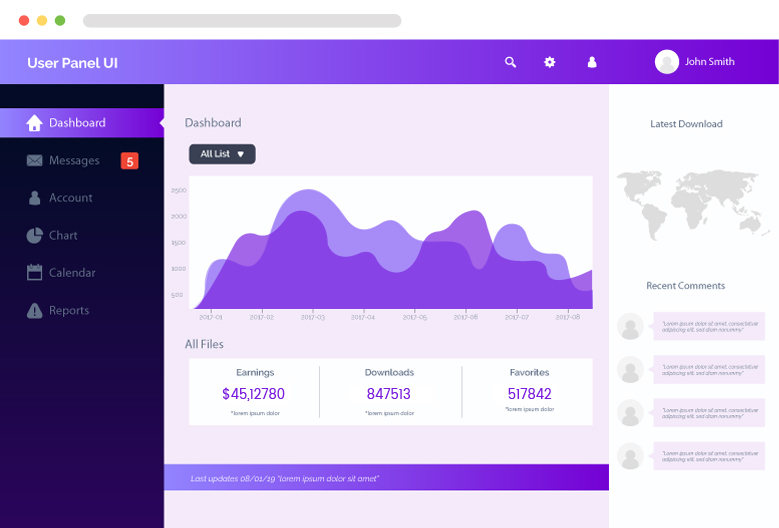 User Panel UI
John Smith
Dashboard
Messages 5
Account
Chart
Calendar
Reports
Dashboard
All List
2500
2000
1500
1000
500
2017-01 2017-02 2017-03 2017-04 2017-05 2017-06 2017-07 2017-08
All Files
Earnings
$45,12780
*lorem ipsum dolor
Downloads
847513
*lorem ipsum dolor
Favorites
517842
*lorem ipsum dolor
Last updates 08/01/19 "lorem ipsum dolor sit amet"
Latest Download
Recent Comments
"Lorem ipsum dolor sit amet, consectetuer
adipiscing elit, sed diam nonummy"
"Lorem ipsum dolor sit amet, consectetuer
adipiscing elit, sed diam nonummy"
"Lorem ipsum dolor sit amet, consectetuer
adipiscing elit, sed diam nonummy"
"Lorem ipsum dolor sit amet, consectetuer
adipiscing elit, sed diam nonummy"